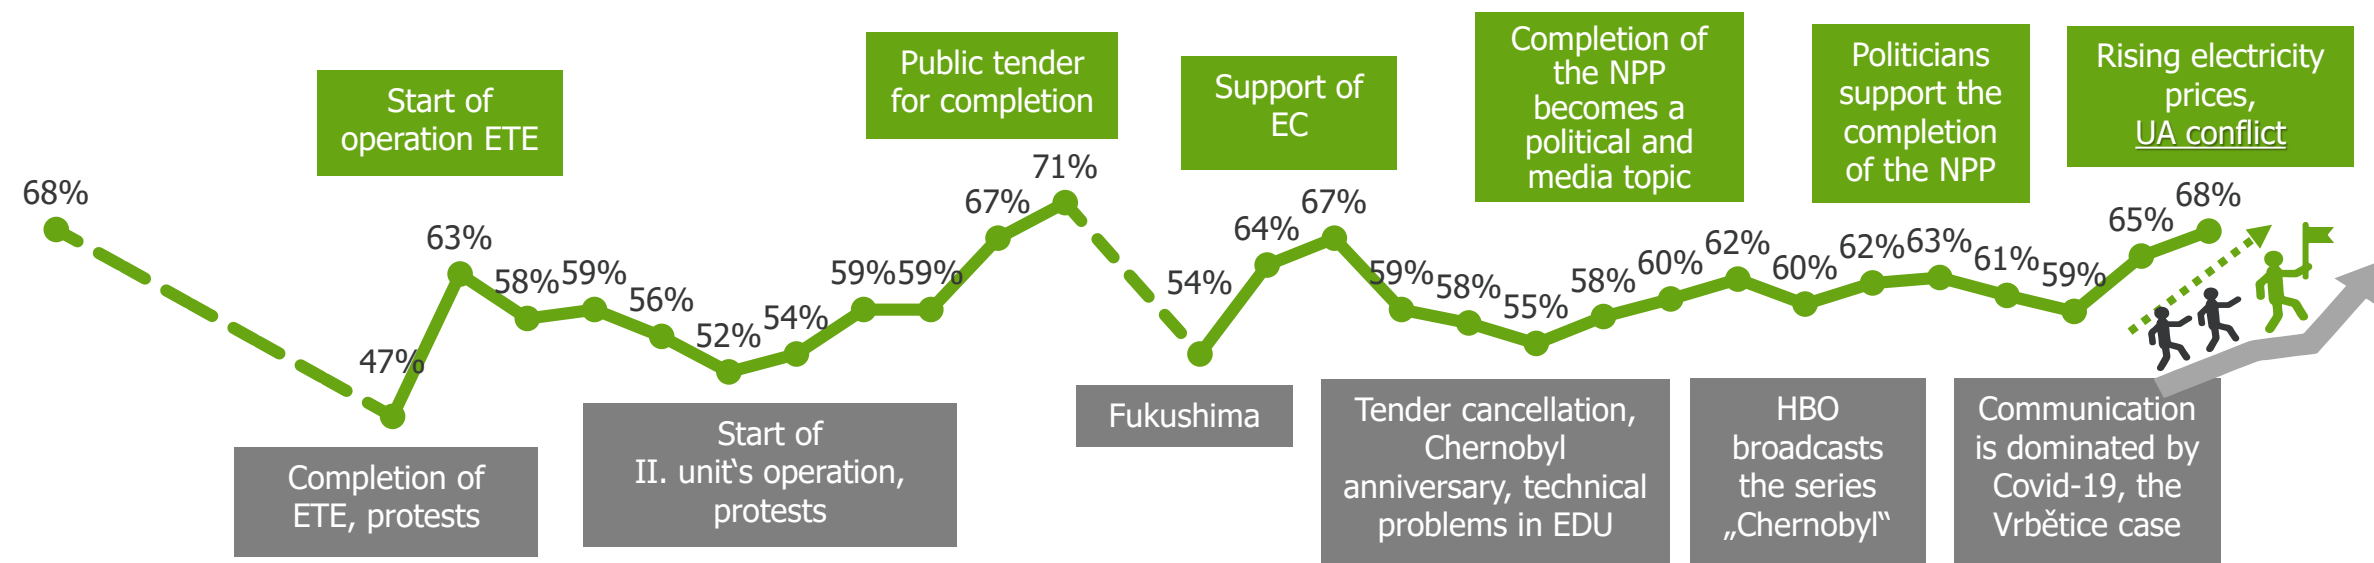 Start of
operation ETE
Public tender
for completion
Support of
EC
Completion of
the NPP
becomes a
political and
media topic
Politicians
support the
completion
of the NPP
Rising electricity
prices,
UA conflict
68%
47%
63%
58%
59%
56%
52%
54%
59%
59%
67%
71%
54%
64%
67%
59%
58%
55%
58%
60%
62%
60%
62%
63%
61%
59%
65%
68%
Completion of
ETE, protests
Start of
II. unit‘s operation,
protests
Fukushima
Tender cancellation,
Chernobyl
anniversary, technical
problems in EDU
HBO
broadcasts
the series
„Chernobyl“
Communication
is dominated by
Covid-19, the
Vrbětice case